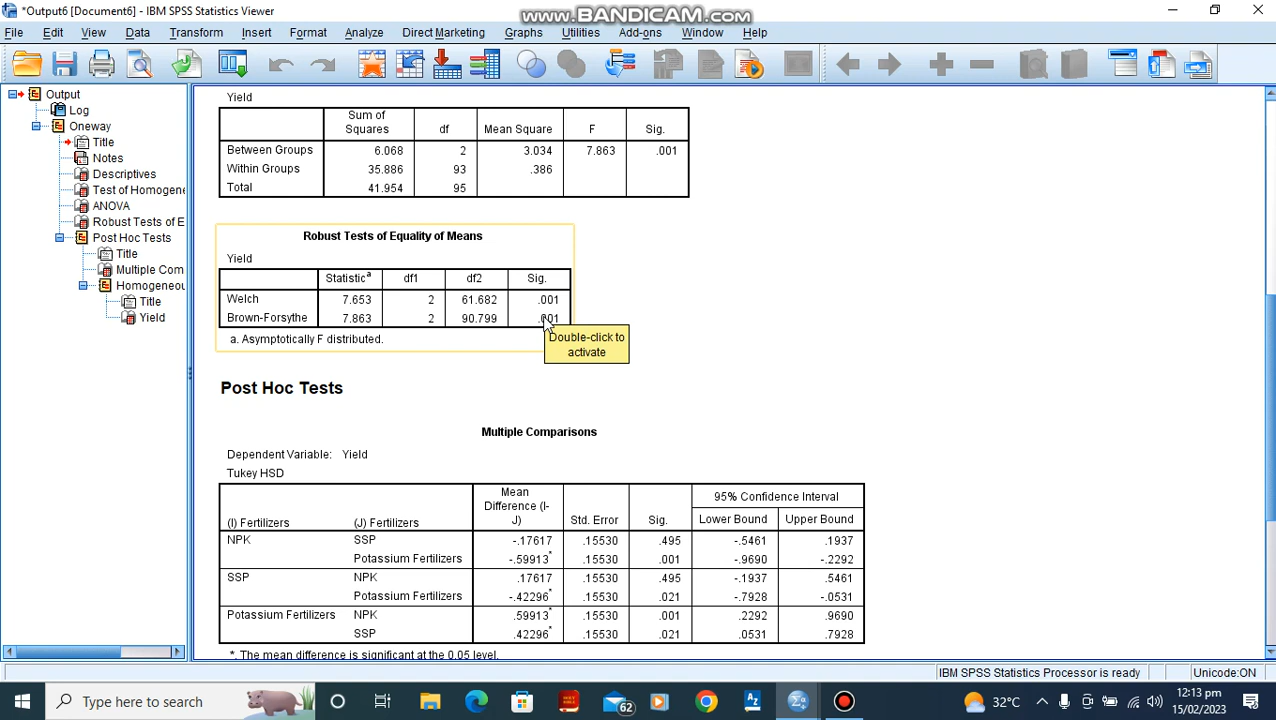 *Output6 [Document6] - IBM SPSS Statistics Viewer
www.BANDICAM.com
File Edit View Data Transform Insert Format Analyze Direct Marketing Graphs Utilities Add-ons Window Help
Output
Log
Oneway
Title
Notes
Descriptives
Test of Homogene
ANOVA
Robust Tests of E
Post Hoc Tests
Title
Multiple Com
Homogeneou
Title
Yield
Yield
Sum of Squares df Mean Square F Sig.
Between Groups 6.068 2 3.034 7.863 .001
Within Groups 35.886 93 .386
Total 41.954 95
Robust Tests of Equality of Means
Yield
Statistic a df1 df2 Sig.
Welch 7.653 2 61.682 .001
Brown-Forsythe 7.863 2 90.799 .001
a. Asymptotically F distributed.
Double-click to
activate
Post Hoc Tests
Multiple Comparisons
Dependent Variable: Yield
Tukey HSD
(I) Fertilizers (J) Fertilizers Mean Difference (I-J) Std. Error Sig. 95% Confidence Interval
Lower Bound Upper Bound
NPK SSP -.17617 .15530 .495 -.5461 .1937
Potassium Fertilizers -.59913* .15530 .001 -.9690 -.2292
SSP NPK .17617 .15530 .495 -.1937 .5461
Potassium Fertilizers -.42296* .15530 .021 -.7928 -.0531
Potassium Fertilizers NPK .59913* .15530 .001 .2292 .9690
SSP .42296* .15530 .021 .0531 .7928
*. The mean difference is significant at the 0.05 level.
IBM SPSS Statistics Processor is ready Unicode:ON
Type here to search
62
32°C
12:13 pm
15/02/2023